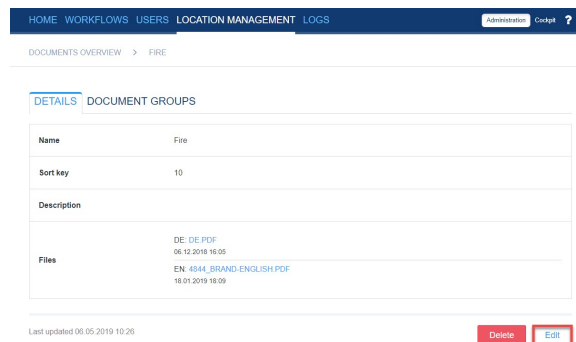 HOME WORKFLOWS USERS LOCATION MANAGEMENT LOGS Administration Cockpit ?
DOCUMENTS OVERVIEW > FIRE
DETAILS DOCUMENT GROUPS
Name Fire
Sort key 10
Description
Files
DE: DE.PDF
06.12.2018 16:05
EN: 4844_BRAND-ENGLISH.PDF
18.01.2019 18:09
Last updated 06.05.2019 10:26 Delete Edit